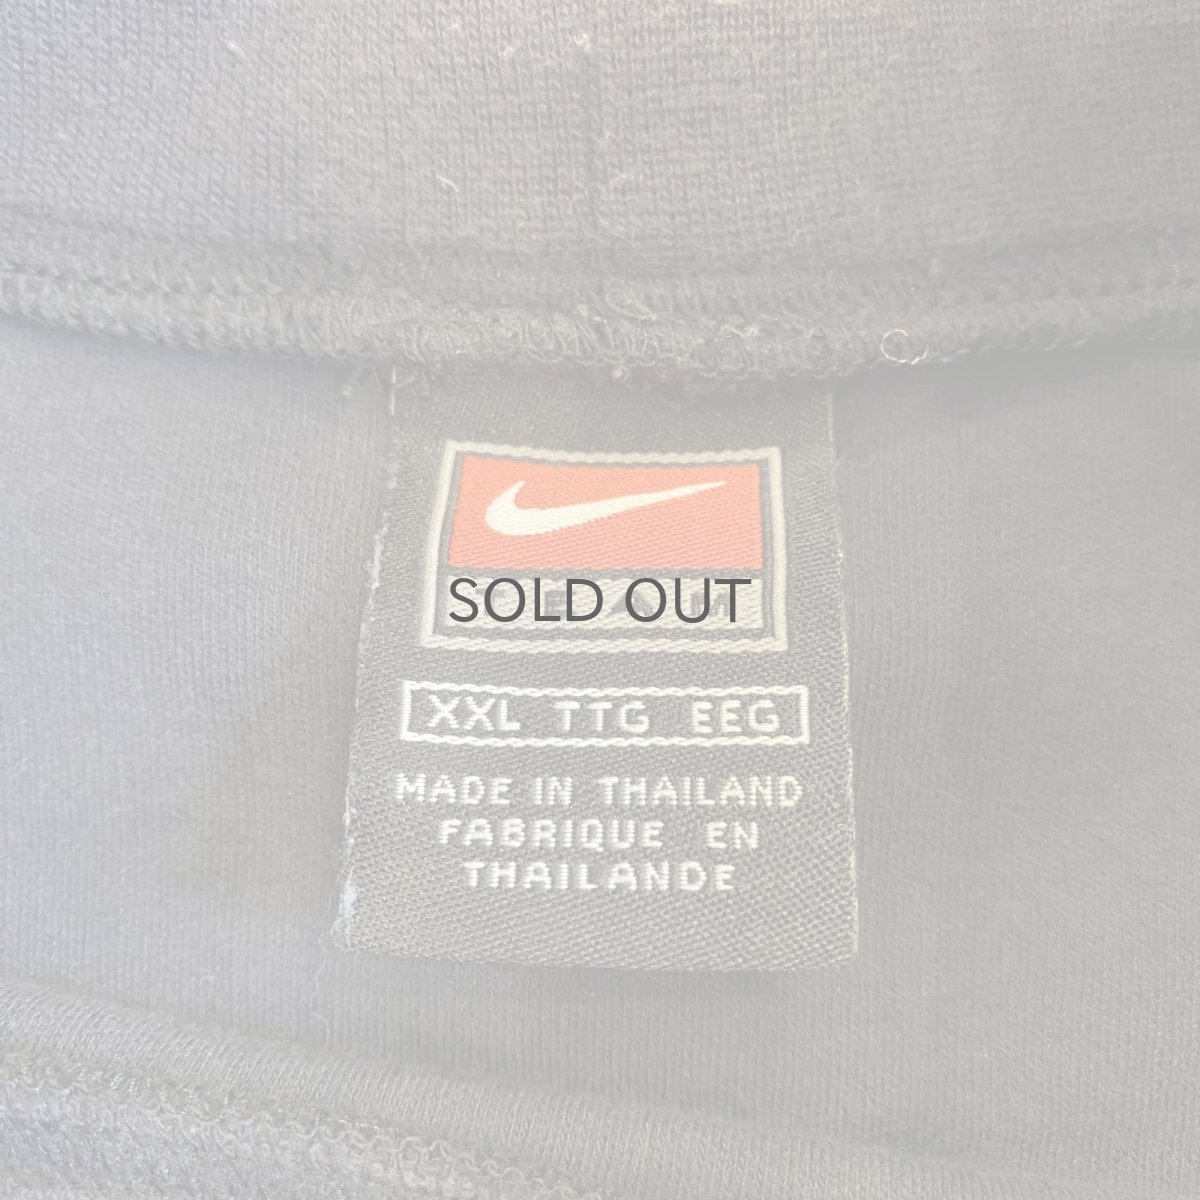 SOLD OUT
XXL TTG EEG
MADE IN THAILAND
FABRIQUE EN
THAILANDE